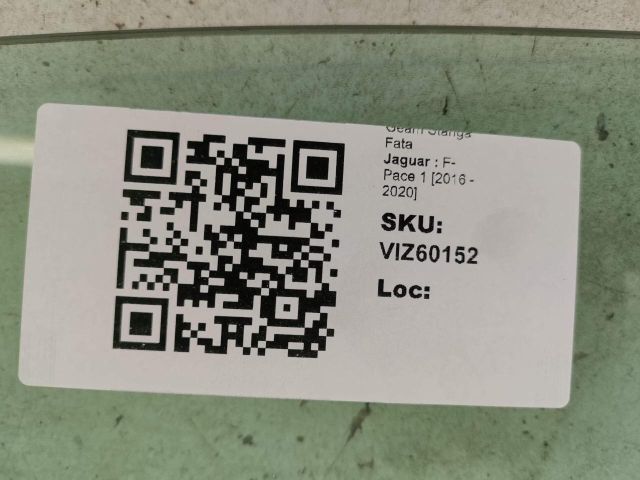 Geam Stanga
Fata
Jaguar : F-
Pace 1 [2016 -
2020]
SKU:
VIZ60152
Loc: